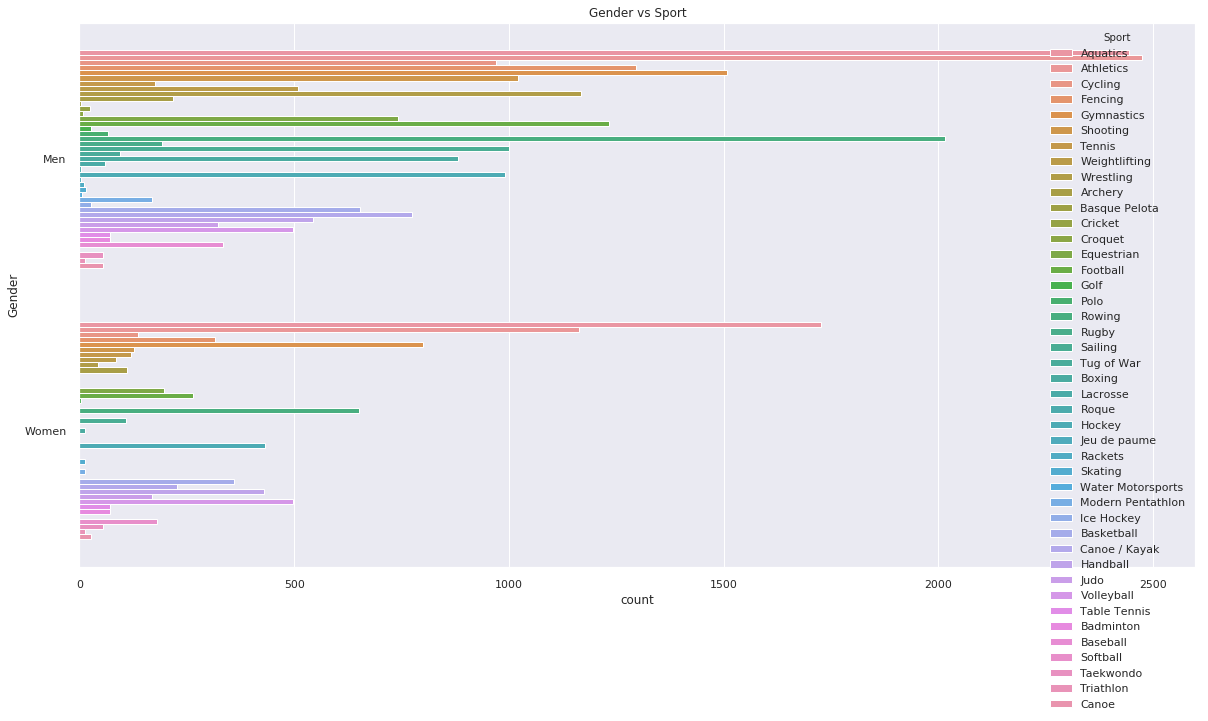 Gender vs Sport
Sport
Aquatics
Athletics
Cycling
Fencing
Gymnastics
Shooting
Tennis
Weightlifting
Wrestling
Archery
Basque Pelota
Cricket
Croquet
Equestrian
Football
Golf
Polo
Rowing
Rugby
Sailing
Tug of War
Boxing
Lacrosse
Roque
Hockey
Jeu de paume
Rackets
Skating
Water Motorsports
Modern Pentathlon
Ice Hockey
Basketball
Canoe / Kayak
Handball
Judo
Volleyball
Table Tennis
Badminton
Baseball
Softball
Taekwondo
Triathlon
Canoe
Gender
Men
Women
0 500 1000 1500 2000 2500
count